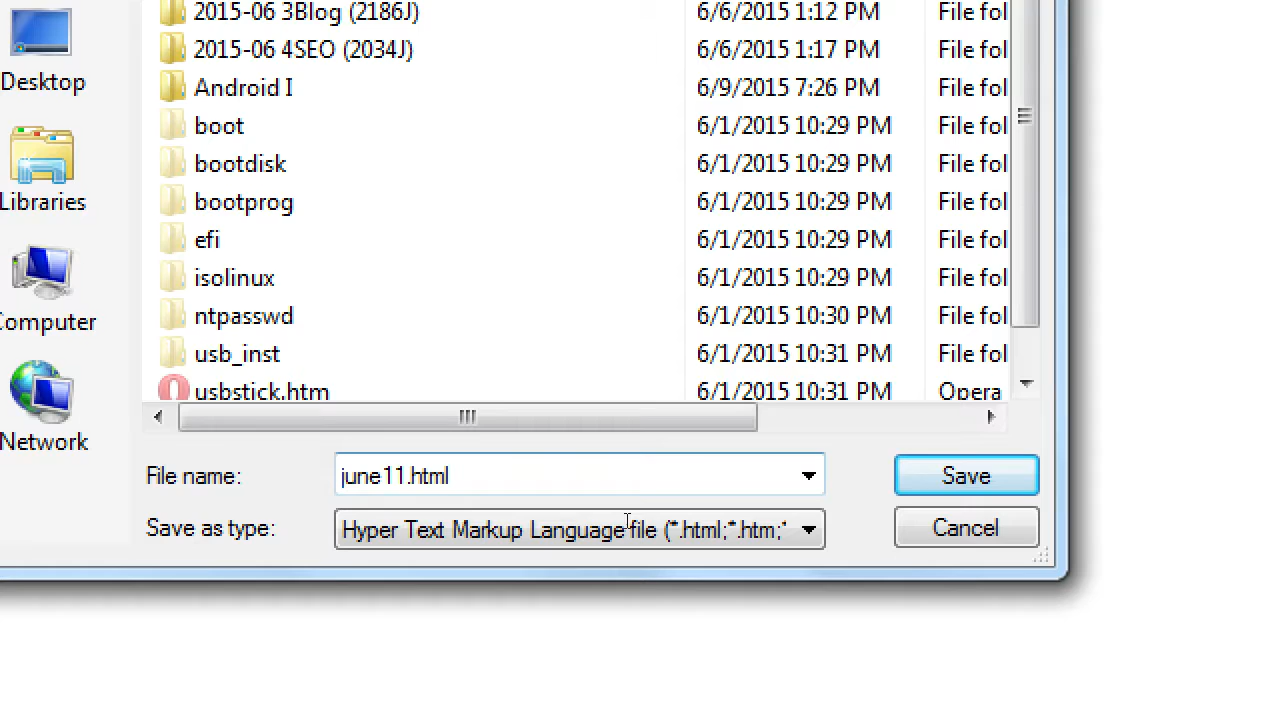 2015-06 3Blog (2186J) 6/6/2015 1:12 PM File fol
2015-06 4SEO (2034J) 6/6/2015 1:17 PM File fol
Android I 6/9/2015 7:26 PM File fol
boot 6/1/2015 10:29 PM File fol
bootdisk 6/1/2015 10:29 PM File fol
bootprog 6/1/2015 10:29 PM File fol
efi 6/1/2015 10:29 PM File fol
isolinux 6/1/2015 10:29 PM File fol
ntpasswd 6/1/2015 10:30 PM File fol
usb_inst 6/1/2015 10:31 PM File fol
usbstick.htm 6/1/2015 10:31 PM Opera
Desktop
Libraries
Computer
Network
File name: june11.html Save
Save as type: Hyper Text Markup Language file (*.html;*.htm;* Cancel